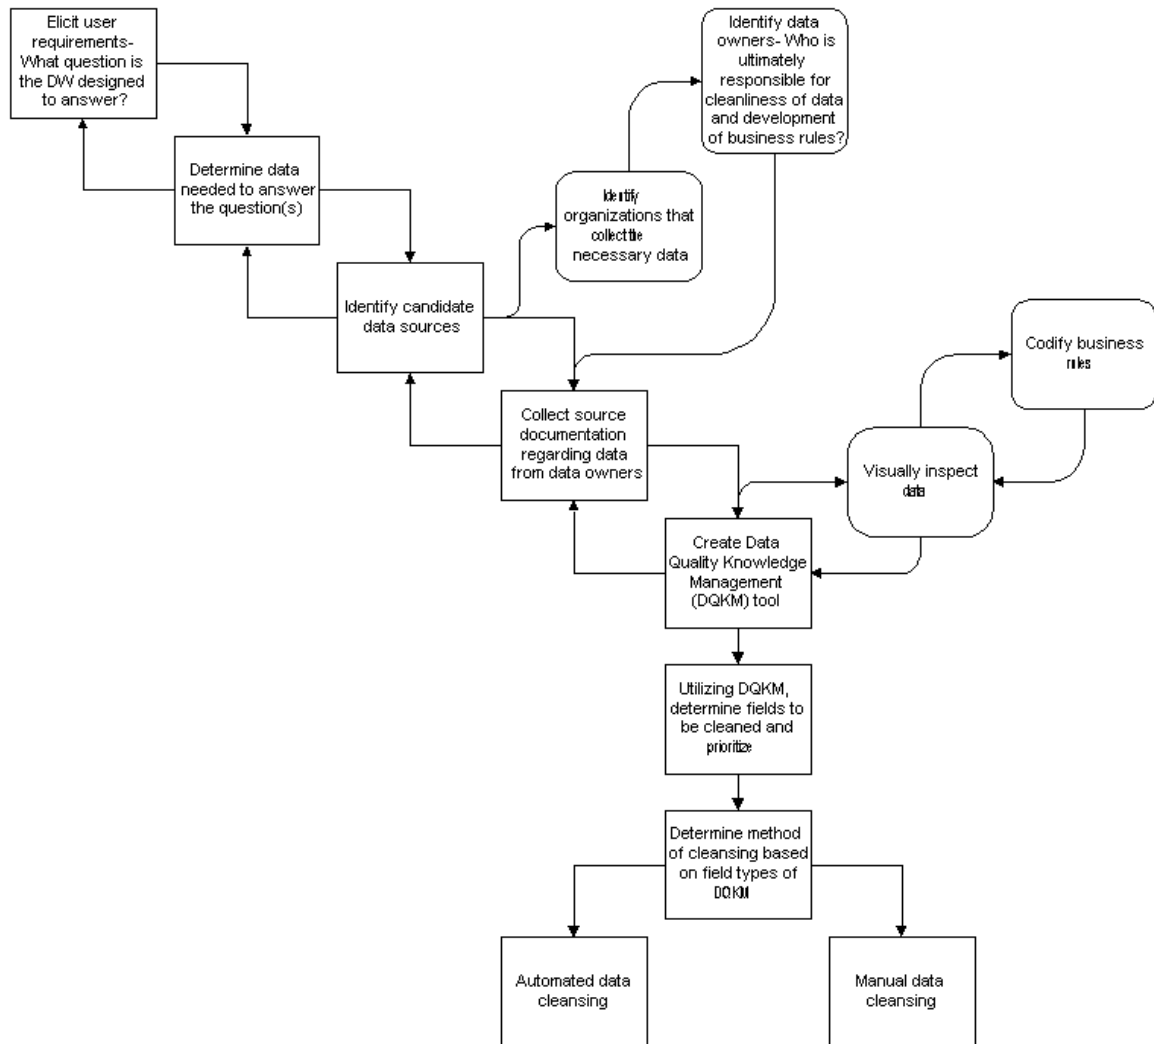 Elicit user
requirements-
What question is
the DW designed
to answer?
Identify data
owners- Who is
ultimately
responsible for
cleanliness of data
and development
of business rules?
Determine data
needed to answer
the question(s)
Identify
organizations that
collect the
necessary data
Identify candidate
data sources
Codify business
rules
Collect source
documentation
regarding data
from data owners
Visually inspect
data
Create Data
Quality Knowledge
Management
(DQKM) tool
Utilizing DQKM,
determine fields to
be cleaned and
prioritize
Determine method
of cleansing based
on field types of
DQKM
Automated data
cleansing
Manual data
cleansing